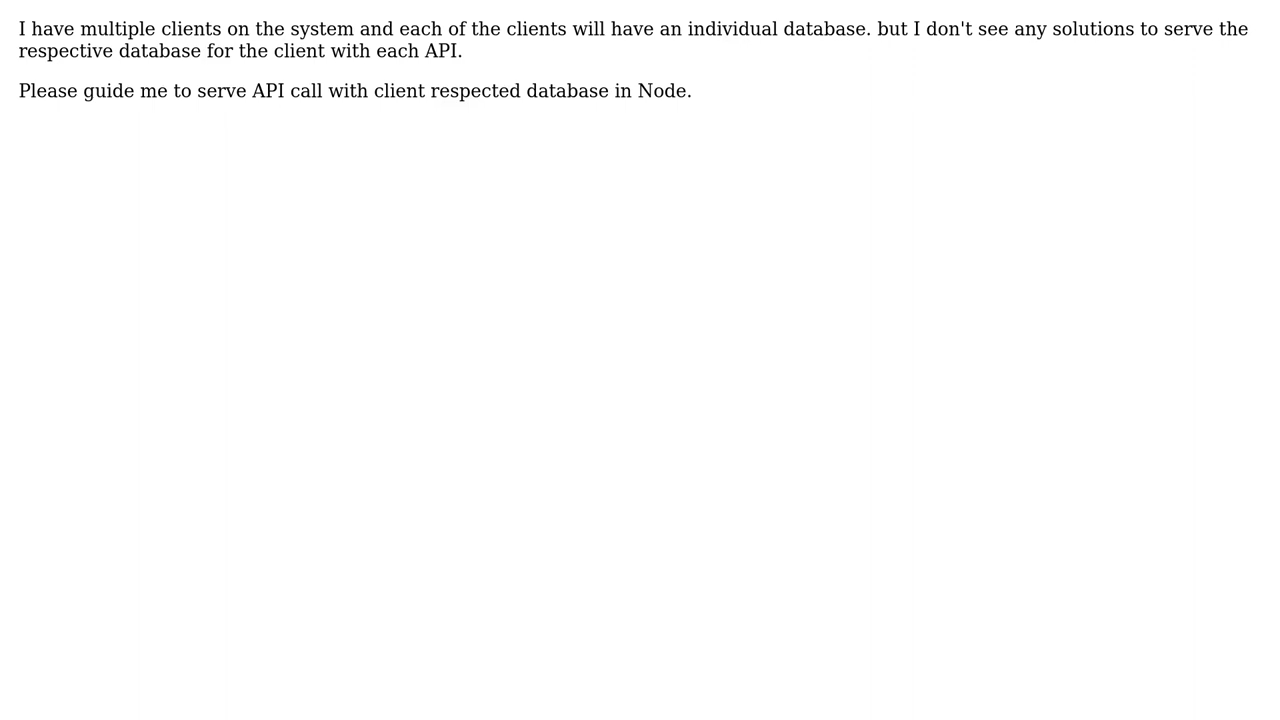 I have multiple clients on the system and each of the clients will have an individual database. but I don't see any solutions to serve the
respective database for the client with each API.
Please guide me to serve API call with client respected database in Node.